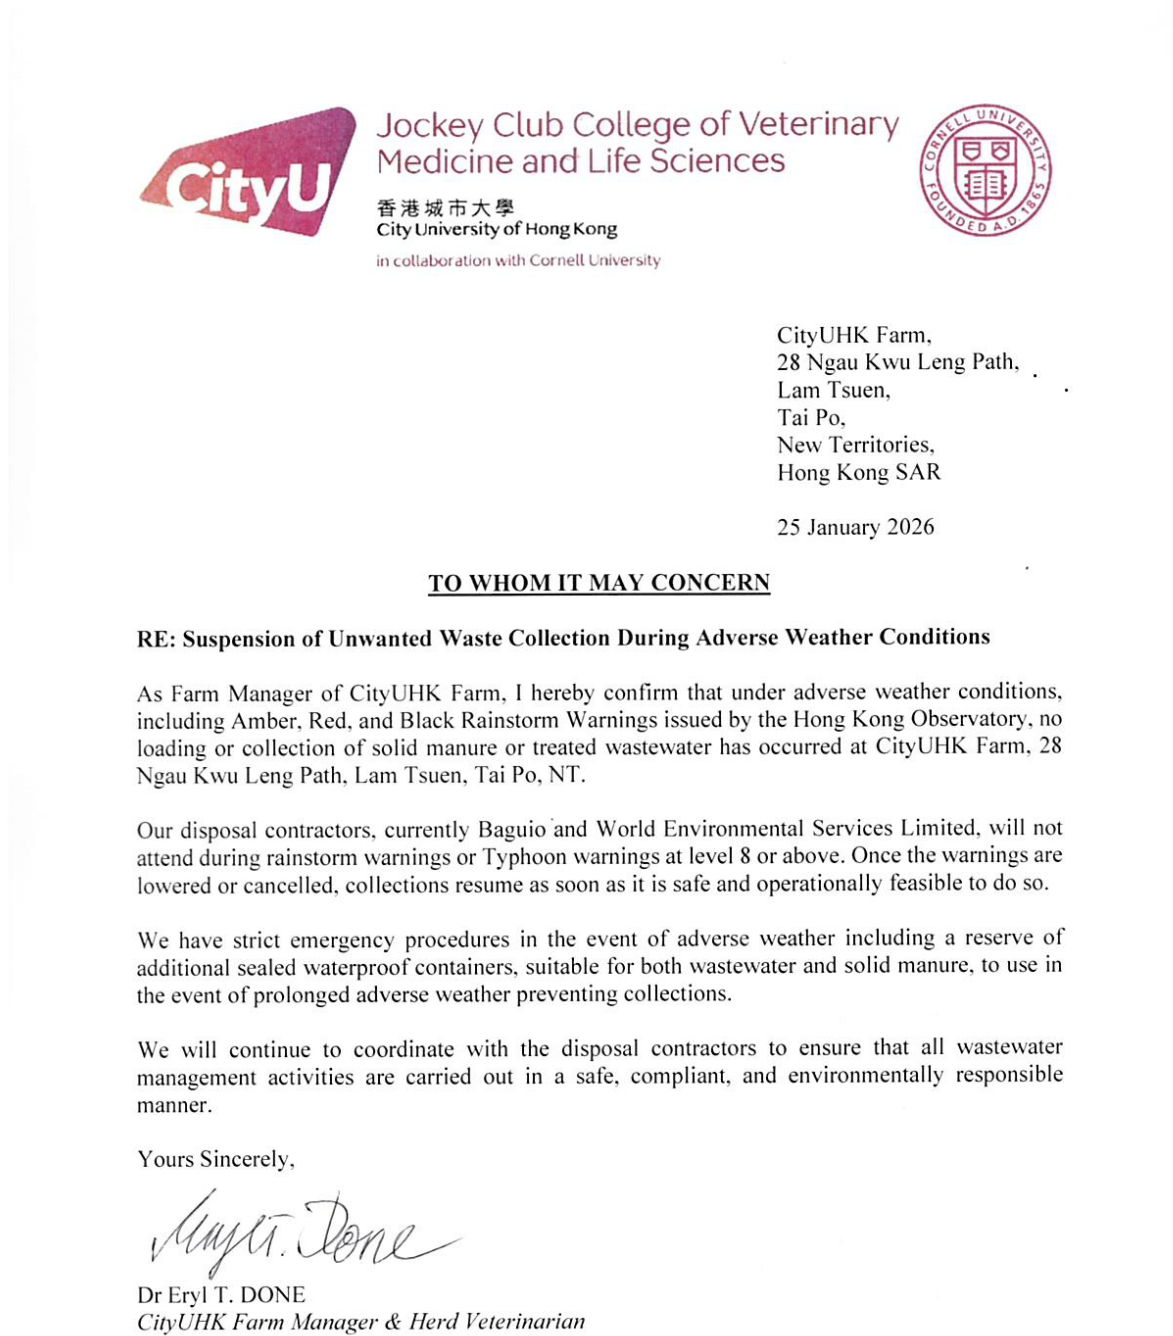 CityU
Jockey Club College of Veterinary
Medicine and Life Sciences
香港城市大學
City University of Hong Kong
in collaboration with Cornell University
CORNELL UNIVERSITY
FOUNDED A.D. 1865
CityUHK Farm,
28 Ngau Kwu Leng Path,
Lam Tsuen,
Tai Po,
New Territories,
Hong Kong SAR
25 January 2026
TO WHOM IT MAY CONCERN
RE: Suspension of Unwanted Waste Collection During Adverse Weather Conditions
As Farm Manager of CityUHK Farm, I hereby confirm that under adverse weather conditions,
including Amber, Red, and Black Rainstorm Warnings issued by the Hong Kong Observatory, no
loading or collection of solid manure or treated wastewater has occurred at CityUHK Farm, 28
Ngau Kwu Leng Path, Lam Tsuen, Tai Po, NT.
Our disposal contractors, currently Baguio and World Environmental Services Limited, will not
attend during rainstorm warnings or Typhoon warnings at level 8 or above. Once the warnings are
lowered or cancelled, collections resume as soon as it is safe and operationally feasible to do so.
We have strict emergency procedures in the event of adverse weather including a reserve of
additional sealed waterproof containers, suitable for both wastewater and solid manure, to use in
the event of prolonged adverse weather preventing collections.
We will continue to coordinate with the disposal contractors to ensure that all wastewater
management activities are carried out in a safe, compliant, and environmentally responsible
manner.
Yours Sincerely,
Dr Eryl T. DONE
CityUHK Farm Manager & Herd Veterinarian